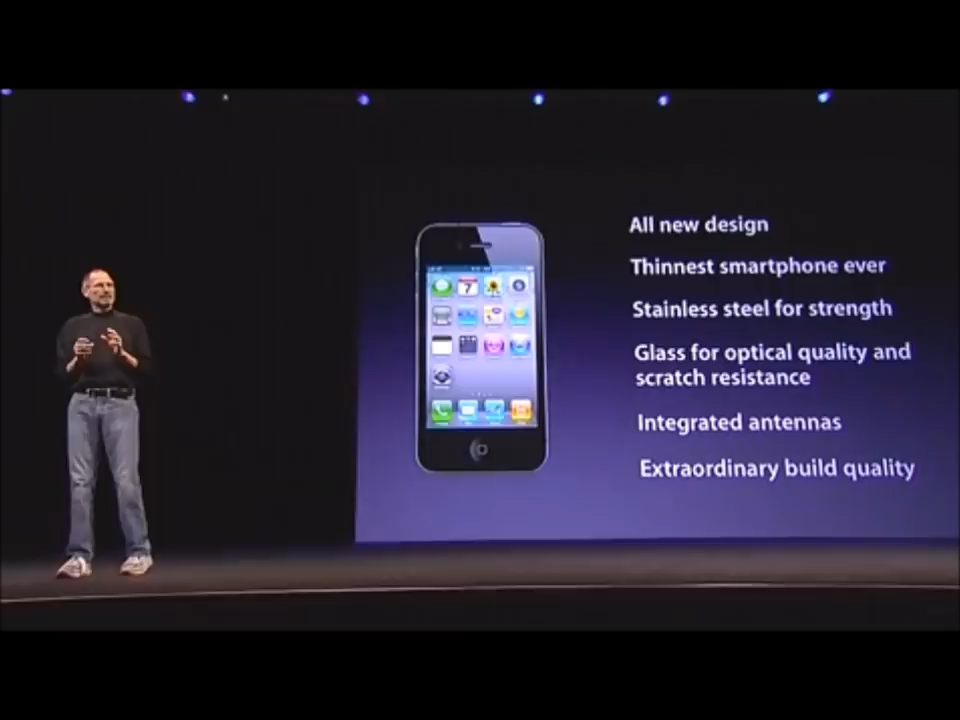 All new design
Thinnest smartphone ever
Stainless steel for strength
Glass for optical quality and
scratch resistance
Integrated antennas
Extraordinary build quality
7